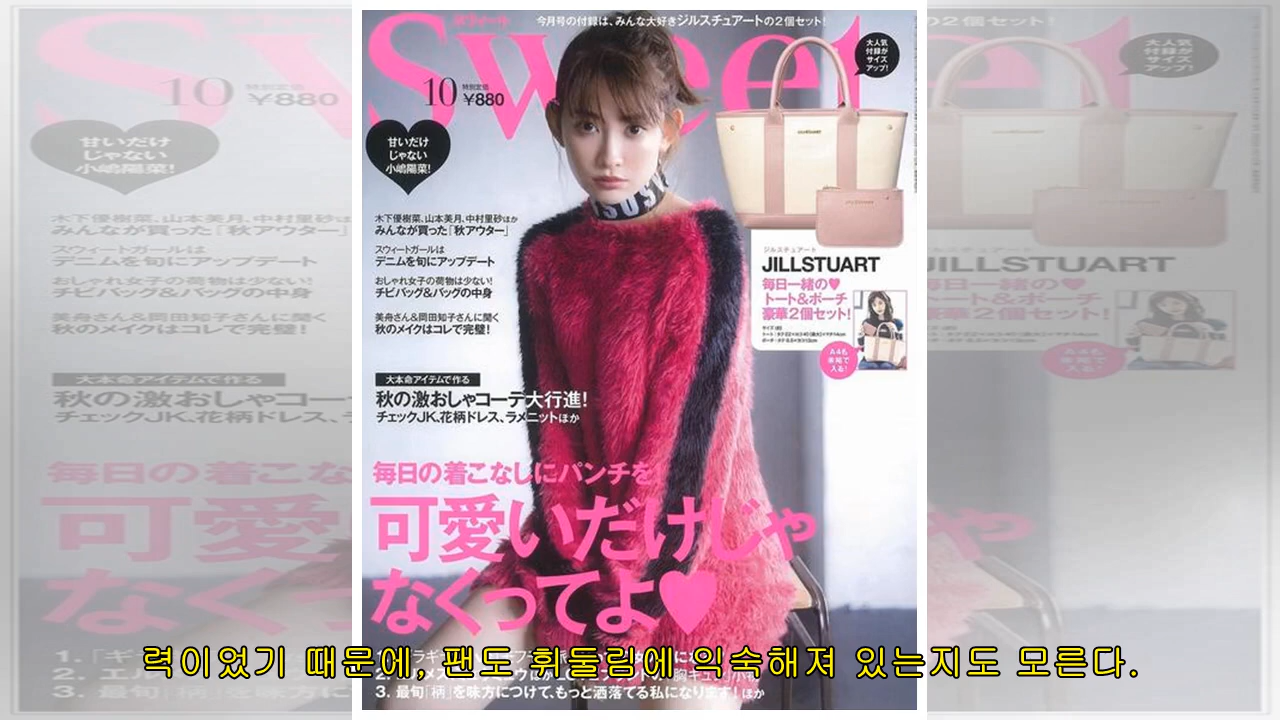 スウィート
今月号の付録は、みんな大好きジルスチュアートの2個セット!
Sweet
10
特別定価
¥880
大人気
付録が
サイズ
アップ!
甘いだけ
じゃない
小嶋陽菜!
木下優樹菜、山本美月、中村里砂ほか
みんなが買った「秋アウター」
スウィートガールは
デニムを旬にアップデート
おしゃれ女子の荷物は少ない!
チビバッグ&バッグの中身
美舟さん&岡田知子さんに聞く
秋のメイクはコレで完璧!
ジルスチュアート
JILLSTUART
毎日一緒の♥
トート&ポーチ
豪華2個セット!
A4も
余裕で
入る!
大本命アイテムで作る
秋の激おしゃコーデ大行進!
チェックJK、花柄ドレス、ラメニットほか
毎日の着こなしにパンチを
可愛いだけじゃ
なくってよ♥
력이었기 때문에, 팬도 휘둘림에 익숙해져 있는지도 모른다.
3. 最旬「柄」を味方につけて、もっと洒落てる私になります! ほか